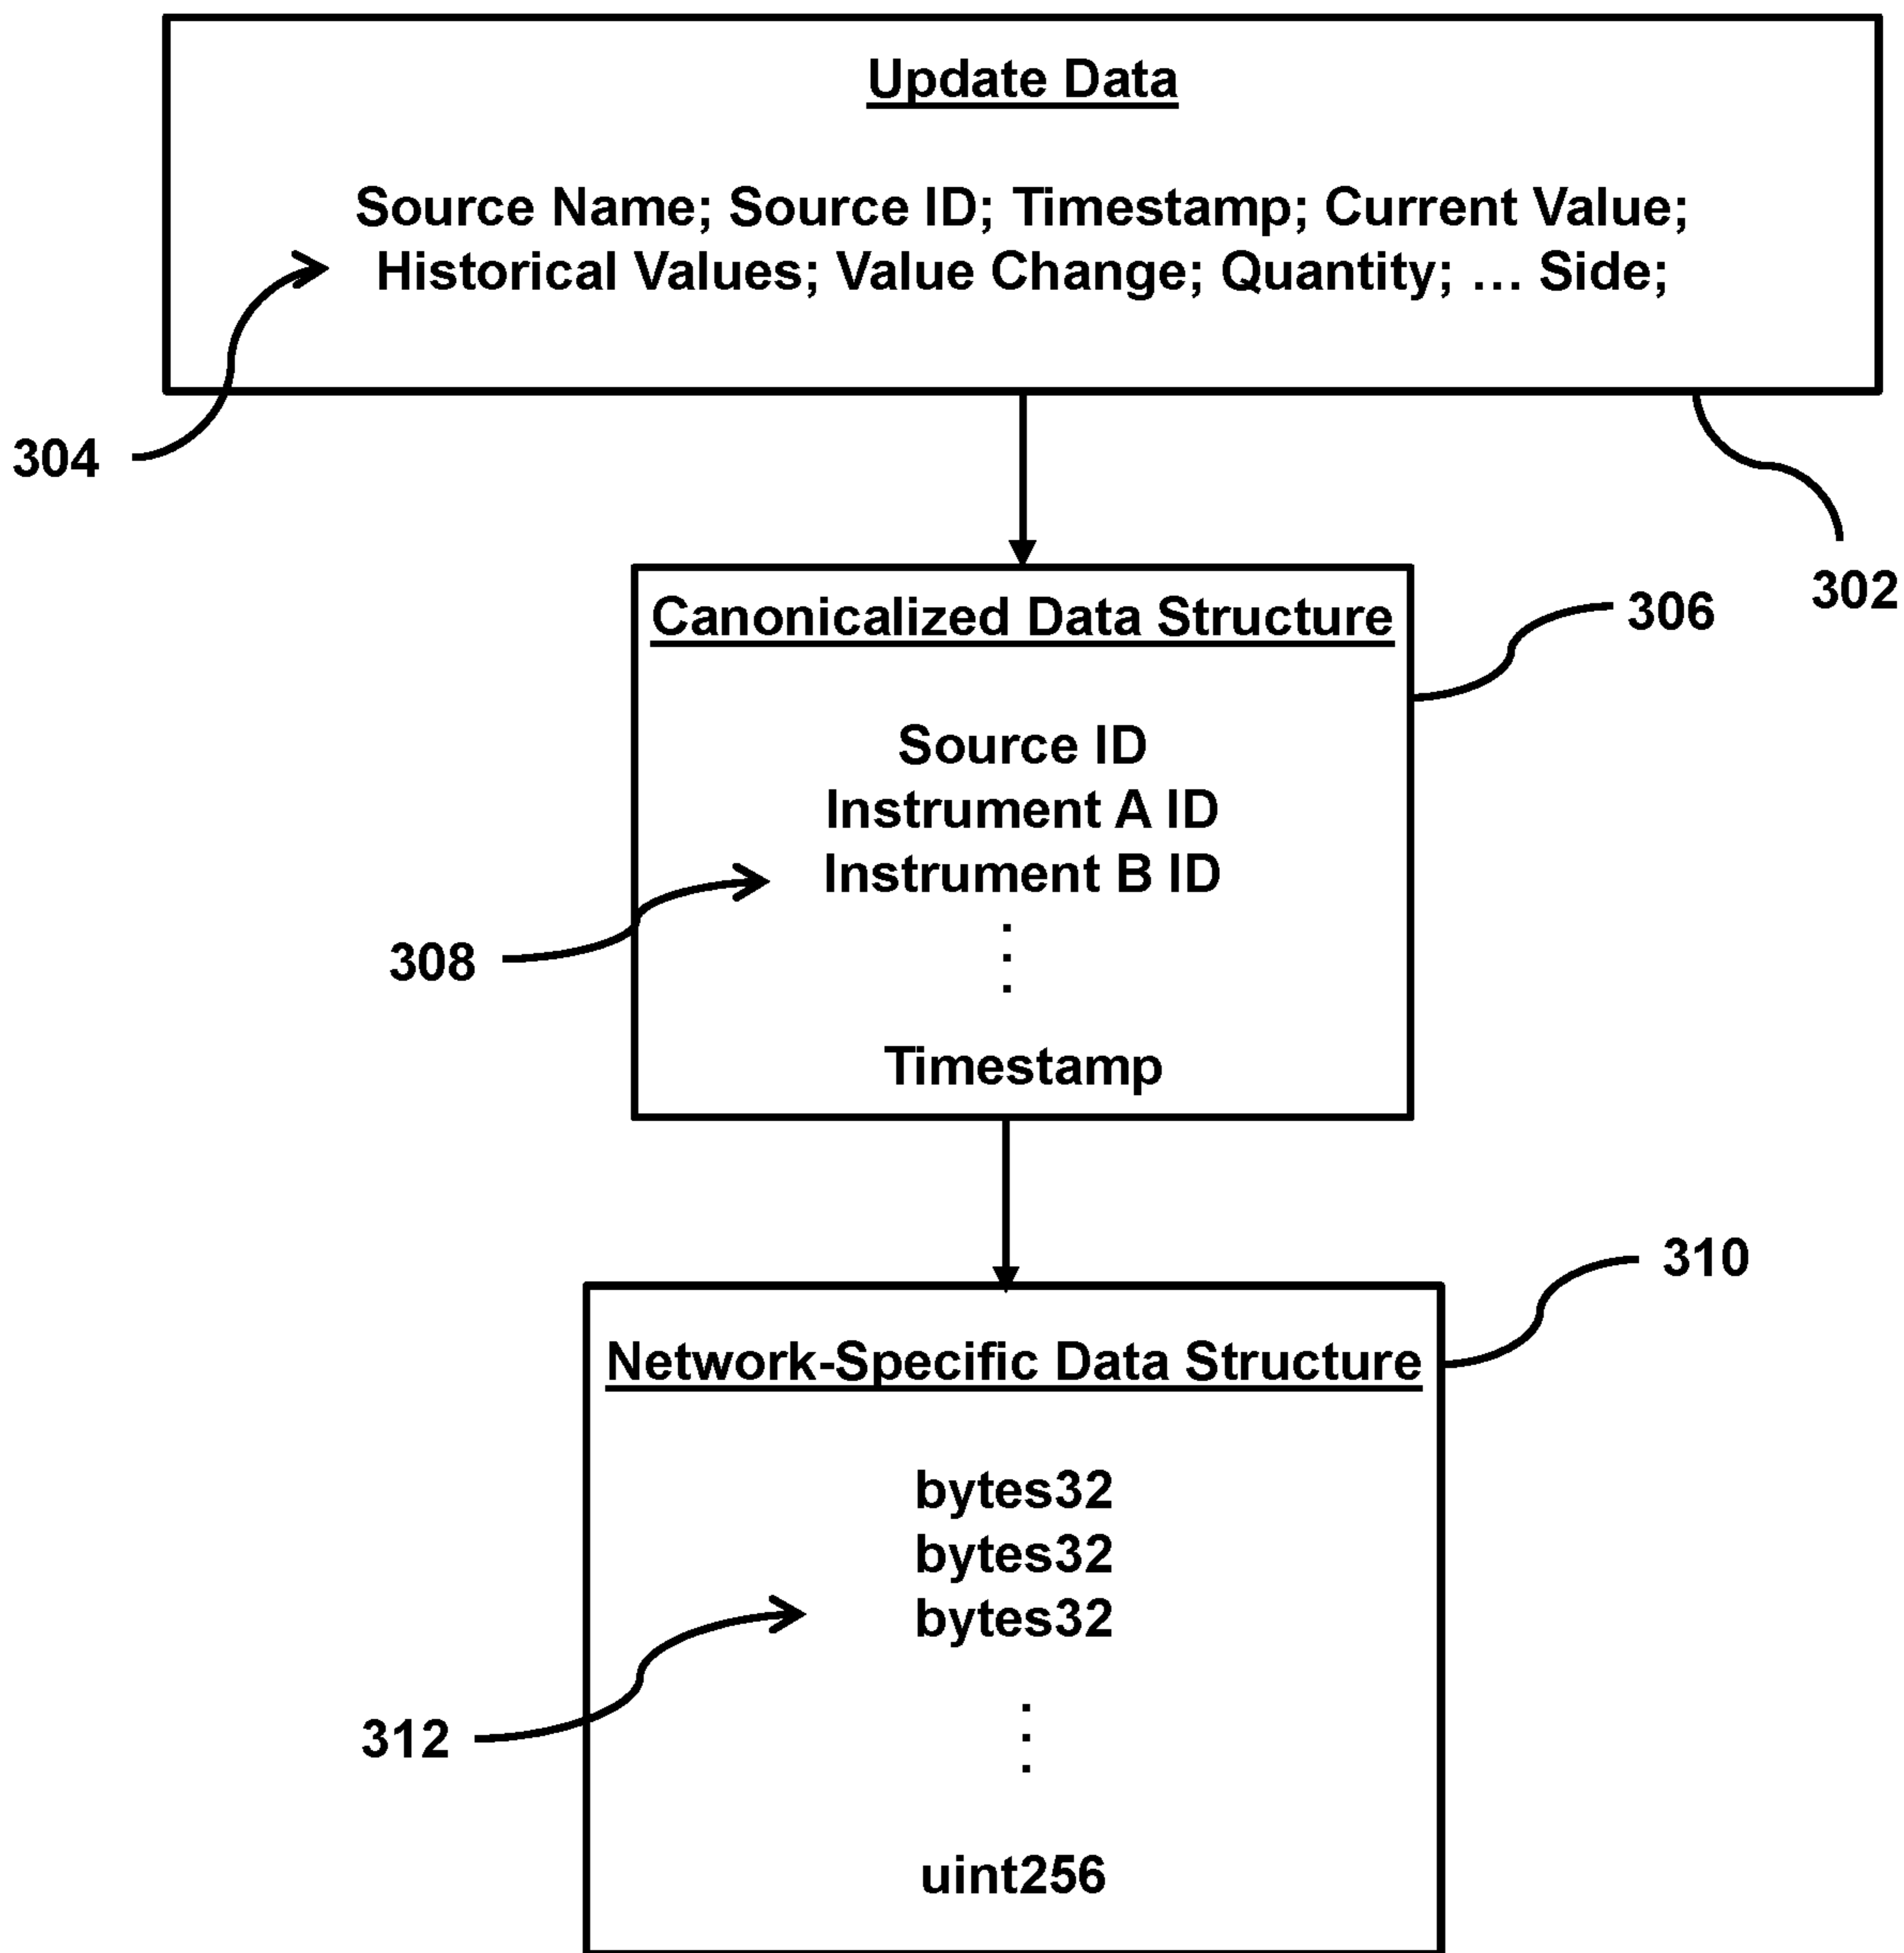 Update Data
Source Name; Source ID; Timestamp; Current Value;
Historical Values; Value Change; Quantity; ... Side;
304
302
Canonicalized Data Structure
306
Source ID
Instrument A ID
Instrument B ID
308
Timestamp
310
Network-Specific Data Structure
bytes32
bytes32
bytes32
312
uint256